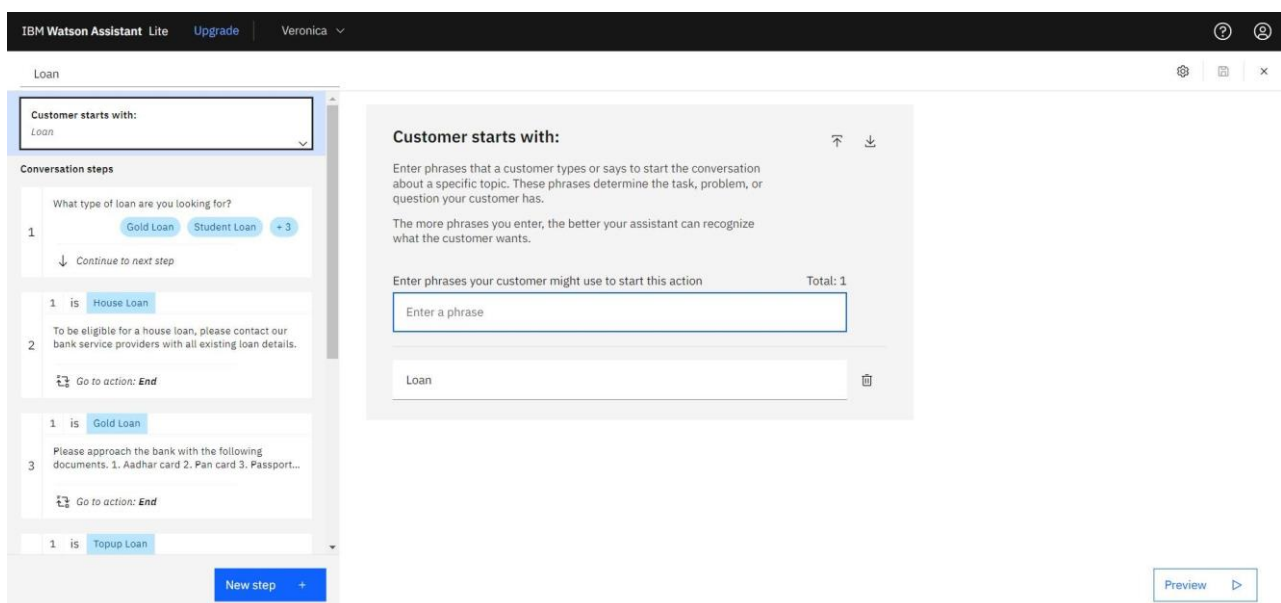 IBM Watson Assistant Lite Upgrade Veronica
Loan
Customer starts with:
Loan
Conversation steps
1
What type of loan are you looking for?
Gold Loan Student Loan + 3
Continue to next step
2
1 is House Loan
To be eligible for a house loan, please contact our
bank service providers with all existing loan details.
Go to action: End
3
1 is Gold Loan
Please approach the bank with the following
documents. 1. Aadhar card 2. Pan card 3. Passport...
Go to action: End
1 is Topup Loan
New step +
Customer starts with:
Enter phrases that a customer types or says to start the conversation
about a specific topic. These phrases determine the task, problem, or
question your customer has.
The more phrases you enter, the better your assistant can recognize
what the customer wants.
Enter phrases your customer might use to start this action Total: 1
Enter a phrase
Loan
Preview